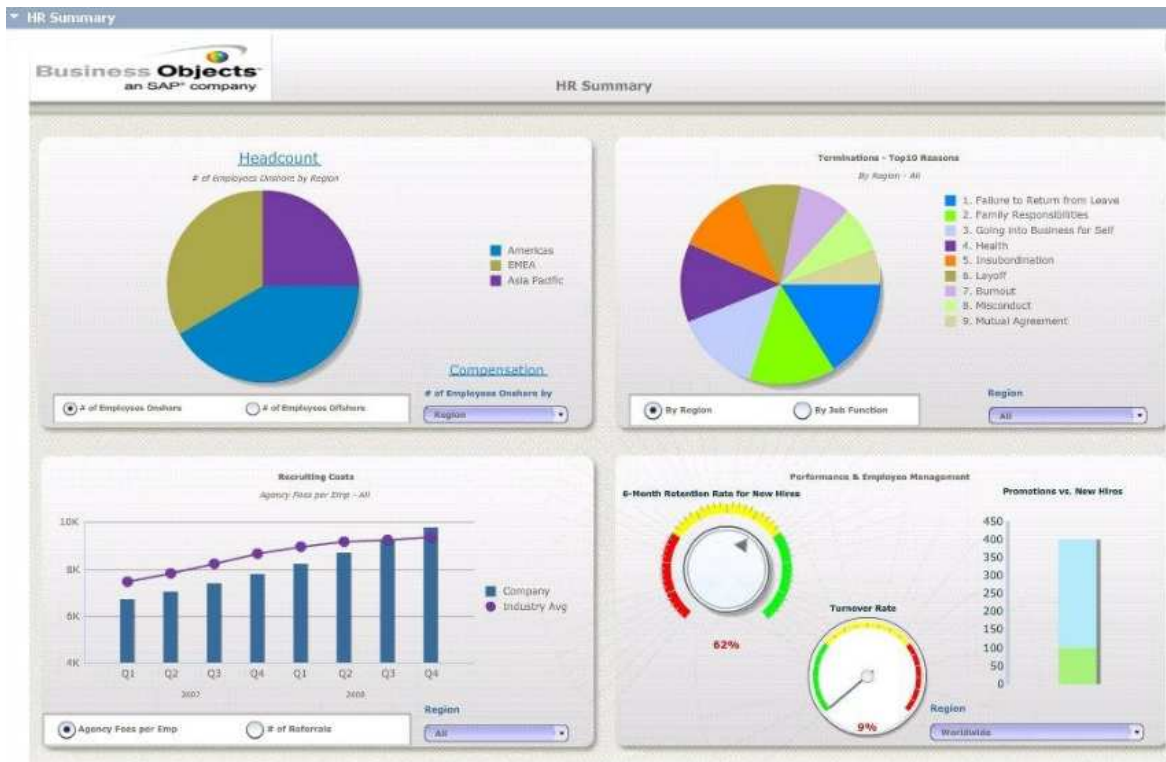 HR Summary
Business Objects™
an SAP® company
HR Summary
Headcount
# of Employees Onshore by Region
Americas
EMEA
Asia Pacific
Compensation
# of Employees Onshore
# of Employees Offshore
# of Employees Onshore by
Region
Terminations - Top10 Reasons
By Region - All
1. Failure to Return from Leave
2. Family Responsibilities
3. Going into Business for Self
4. Health
5. Insubordination
6. Layoff
7. Burnout
8. Misconduct
9. Mutual Agreement
By Region
By Job Function
Region
All
Recruiting Costs
Agency Fees per Emp - All
10K
8K
6K
4K
Q1 Q2 Q3 Q4 Q1 Q2 Q3 Q4
2007 2008
Company
Industry Avg
Agency Fees per Emp
# of Referrals
Region
All
Performance & Employee Management
6-Month Retention Rate for New Hires
62%
Turnover Rate
9%
Promotions vs. New Hires
450
400
350
300
250
200
150
100
50
0
Region
Worldwide